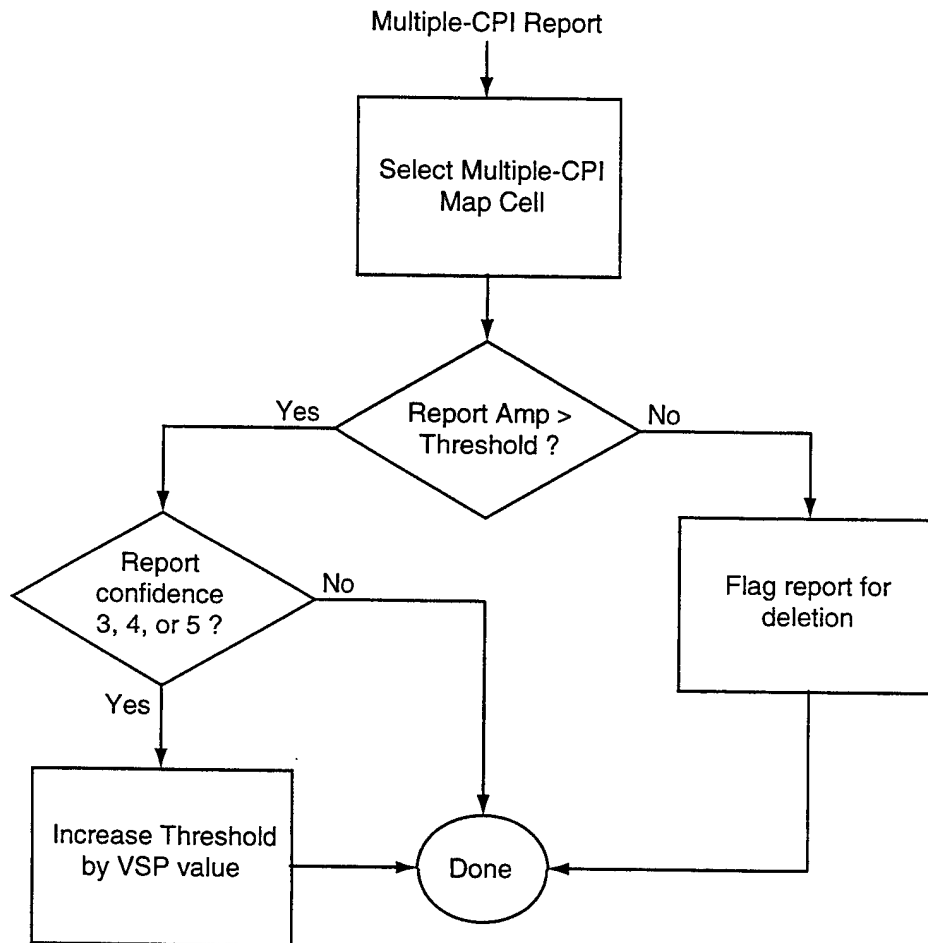 Multiple-CPI Report
Select Multiple-CPI
Map Cell
Report Amp >
Threshold ?
Yes
No
Report
confidence
3, 4, or 5 ?
No
Yes
Flag report for
deletion
Increase Threshold
by VSP value
Done